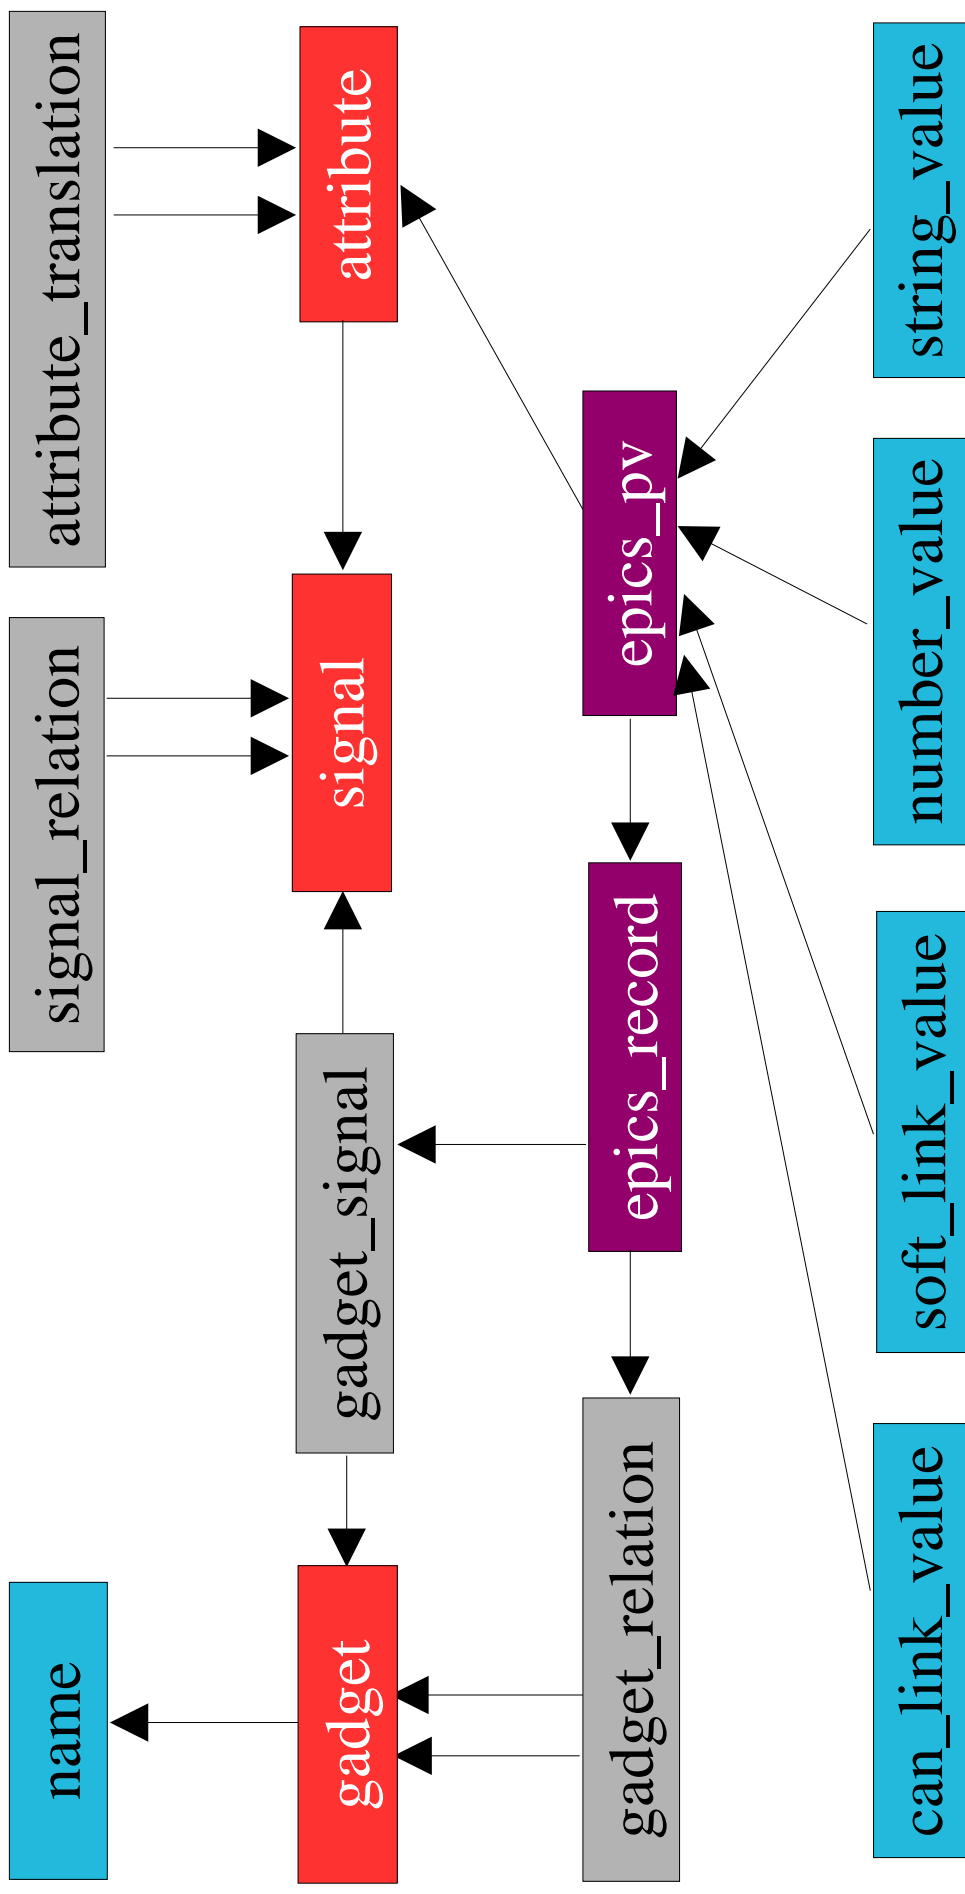 name
signal_relation
attribute_translation
gadget
gadget_signal
signal
attribute
gadget_relation
epics_record
epics_pv
can_link_value
soft_link_value
number_value
string_value